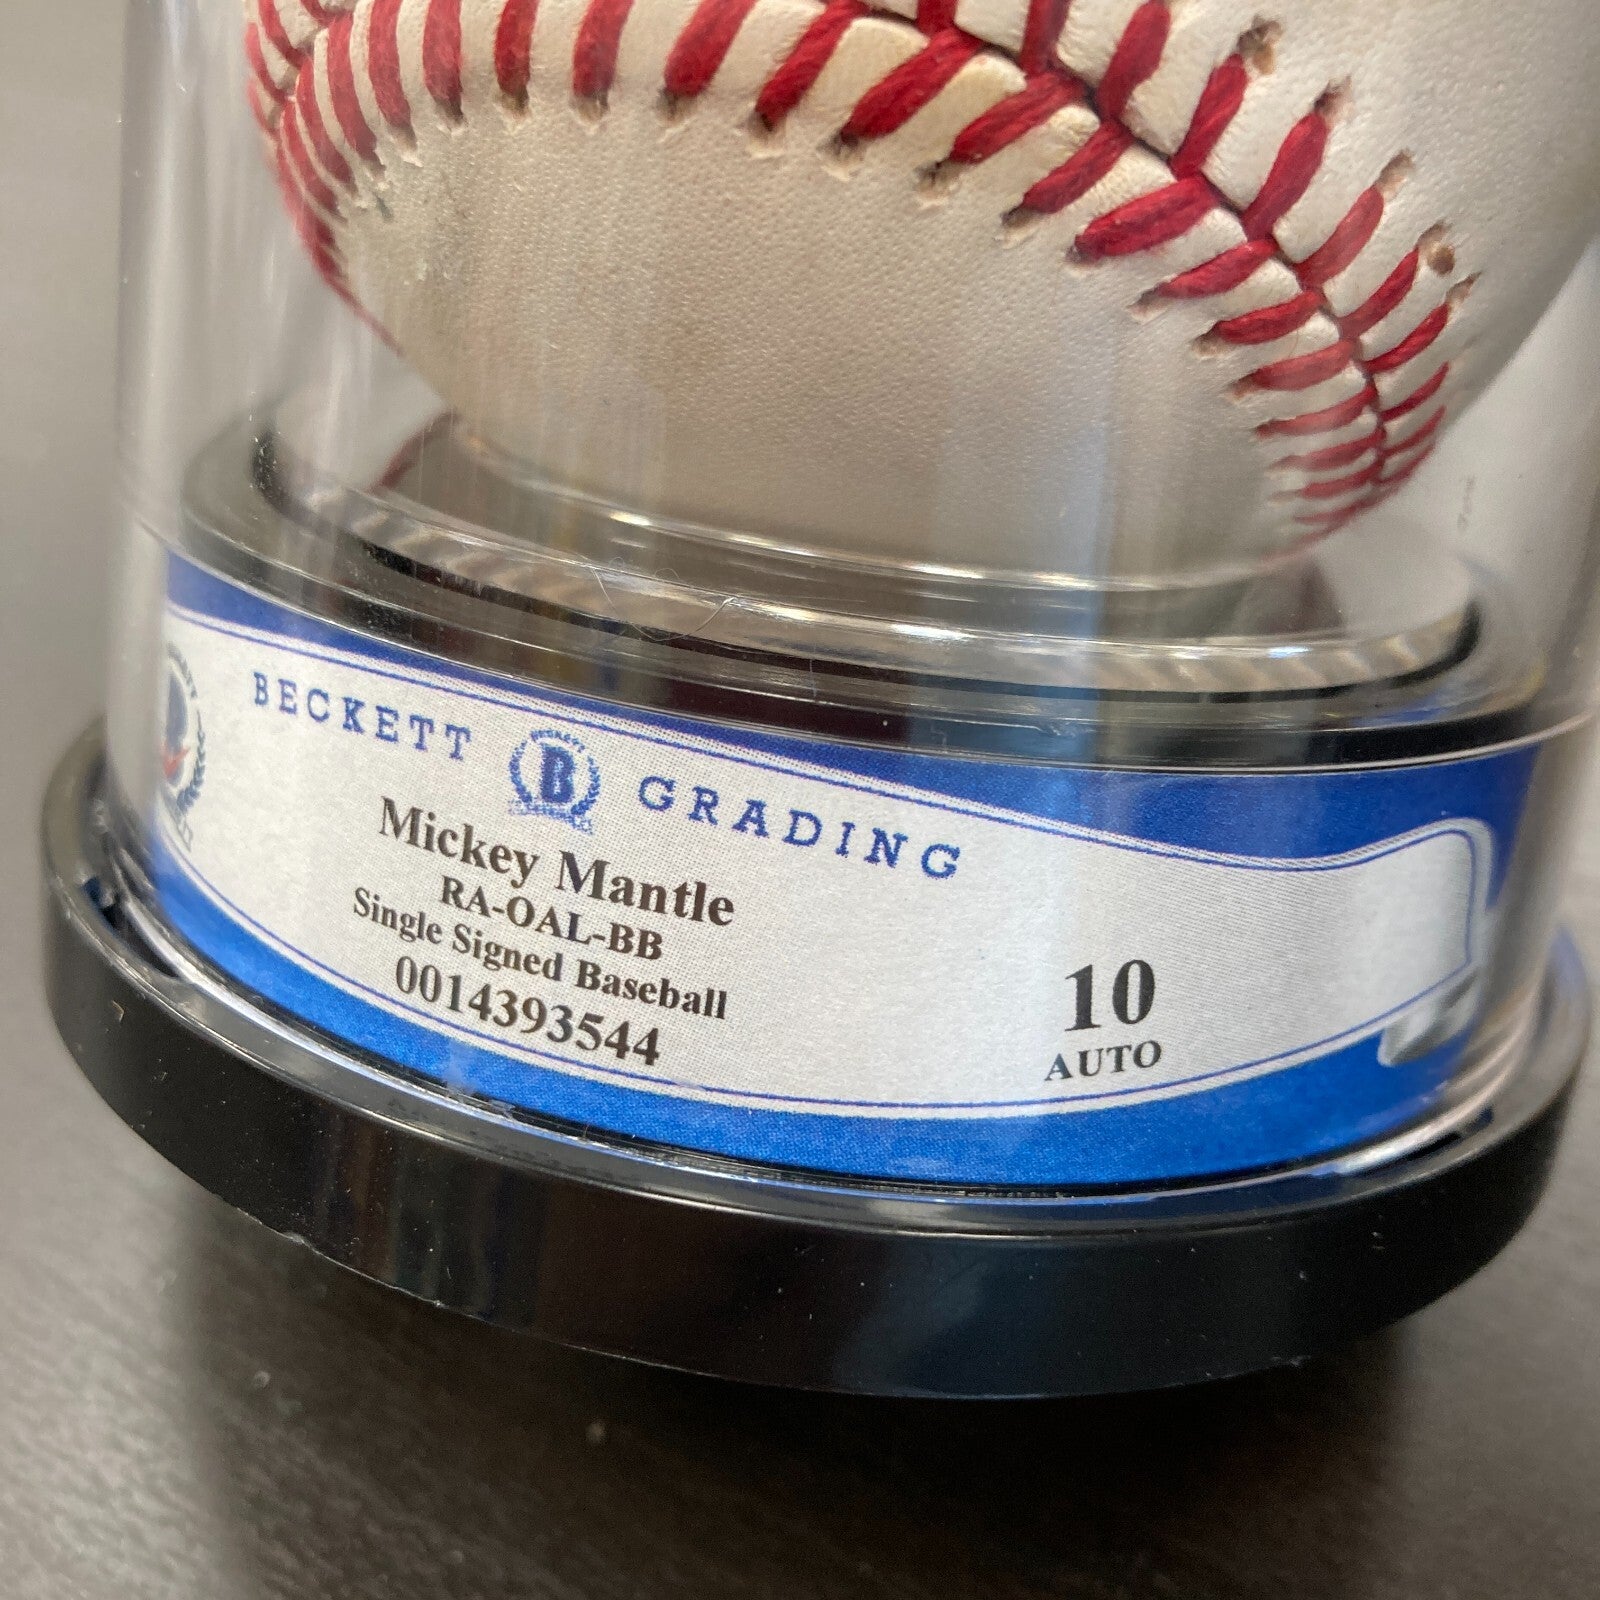 BECKETT B GRADING
Mickey Mantle
RA-OAL-BB
Single Signed Baseball
0014393544
10
AUTO